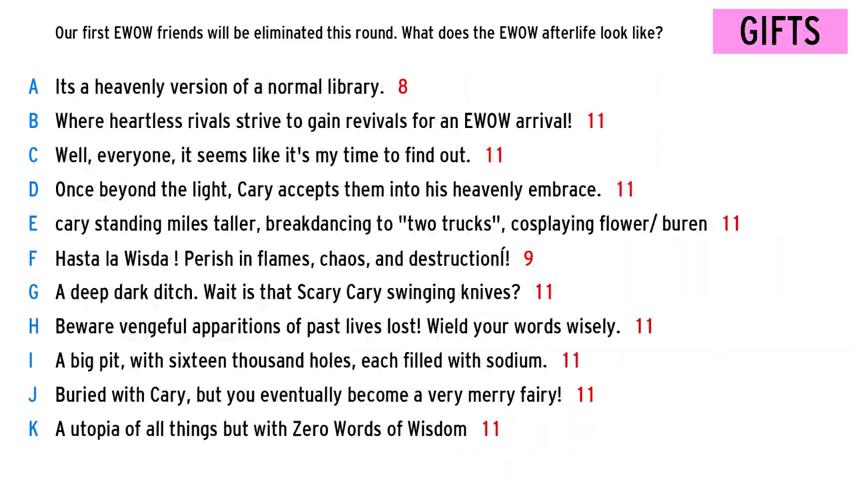 Our first EWOW friends will be eliminated this round. What does the EWOW afterlife look like?
GIFTS
A Its a heavenly version of a normal library. 8
B Where heartless rivals strive to gain revivals for an EWOW arrival! 11
C Well, everyone, it seems like it's my time to find out. 11
D Once beyond the light, Cary accepts them into his heavenly embrace. 11
E cary standing miles taller, breakdancing to "two trucks", cosplaying flower/ buren 11
F Hasta la Wisda ! Perish in flames, chaos, and destructionÍ! 9
G A deep dark ditch. Wait is that Scary Cary swinging knives? 11
H Beware vengeful apparitions of past lives lost! Wield your words wisely. 11
I A big pit, with sixteen thousand holes, each filled with sodium. 11
J Buried with Cary, but you eventually become a very merry fairy! 11
K A utopia of all things but with Zero Words of Wisdom 11